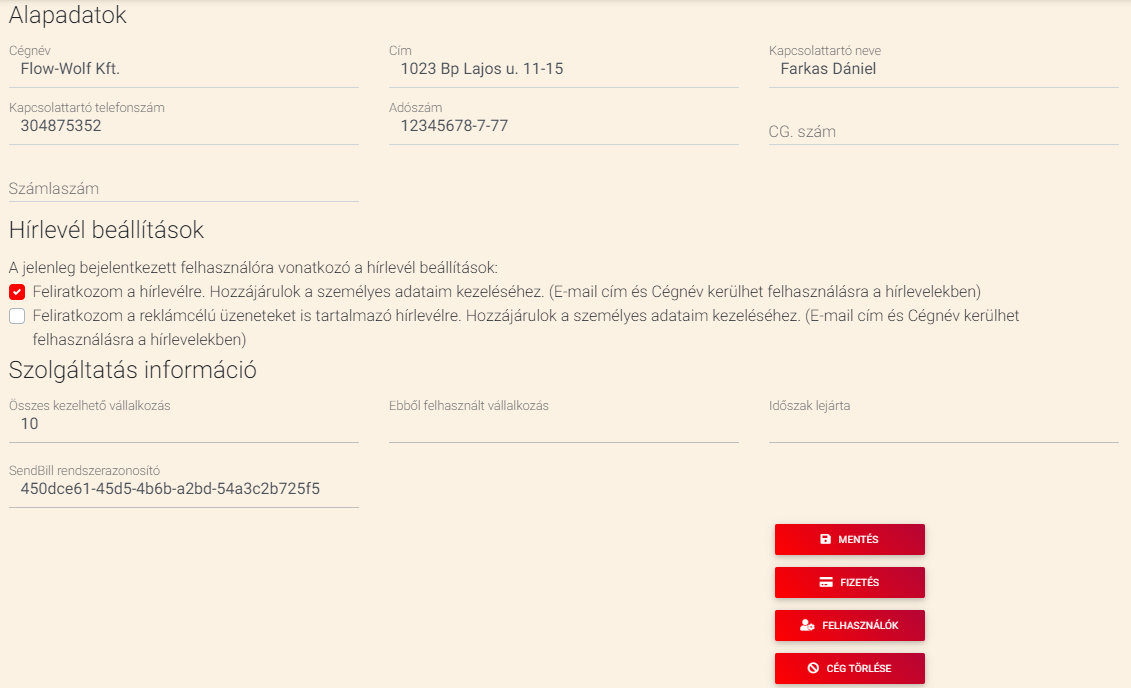 Alapadatok
Cégnév
Flow-Wolf Kft.
Cím
1023 Bp Lajos u. 11-15
Kapcsolattartó neve
Farkas Dániel
Kapcsolattartó telefonszám
304875352
Adószám
12345678-7-77
CG. szám
Számlaszám
Hírlevél beállítások
A jelenleg bejelentkezett felhasználóra vonatkozó a hírlevél beállítások:
Feliratkozom a hírlevélre. Hozzájárulok a személyes adataim kezeléséhez. (E-mail cím és Cégnév kerülhet felhasználásra a hírlevelekben)
Feliratkozom a reklámcélú üzeneteket is tartalmazó hírlevélre. Hozzájárulok a személyes adataim kezeléséhez. (E-mail cím és Cégnév kerülhet
felhasználásra a hírlevelekben)
Szolgáltatás információ
Összes kezelhető vállalkozás
10
Ebből felhasznált vállalkozás
Időszak lejárta
SendBill rendszerazonosító
450dce61-45d5-4b6b-a2bd-54a3c2b725f5
MENTÉS
FIZETÉS
FELHASZNÁLÓK
CÉG TÖRLÉSE